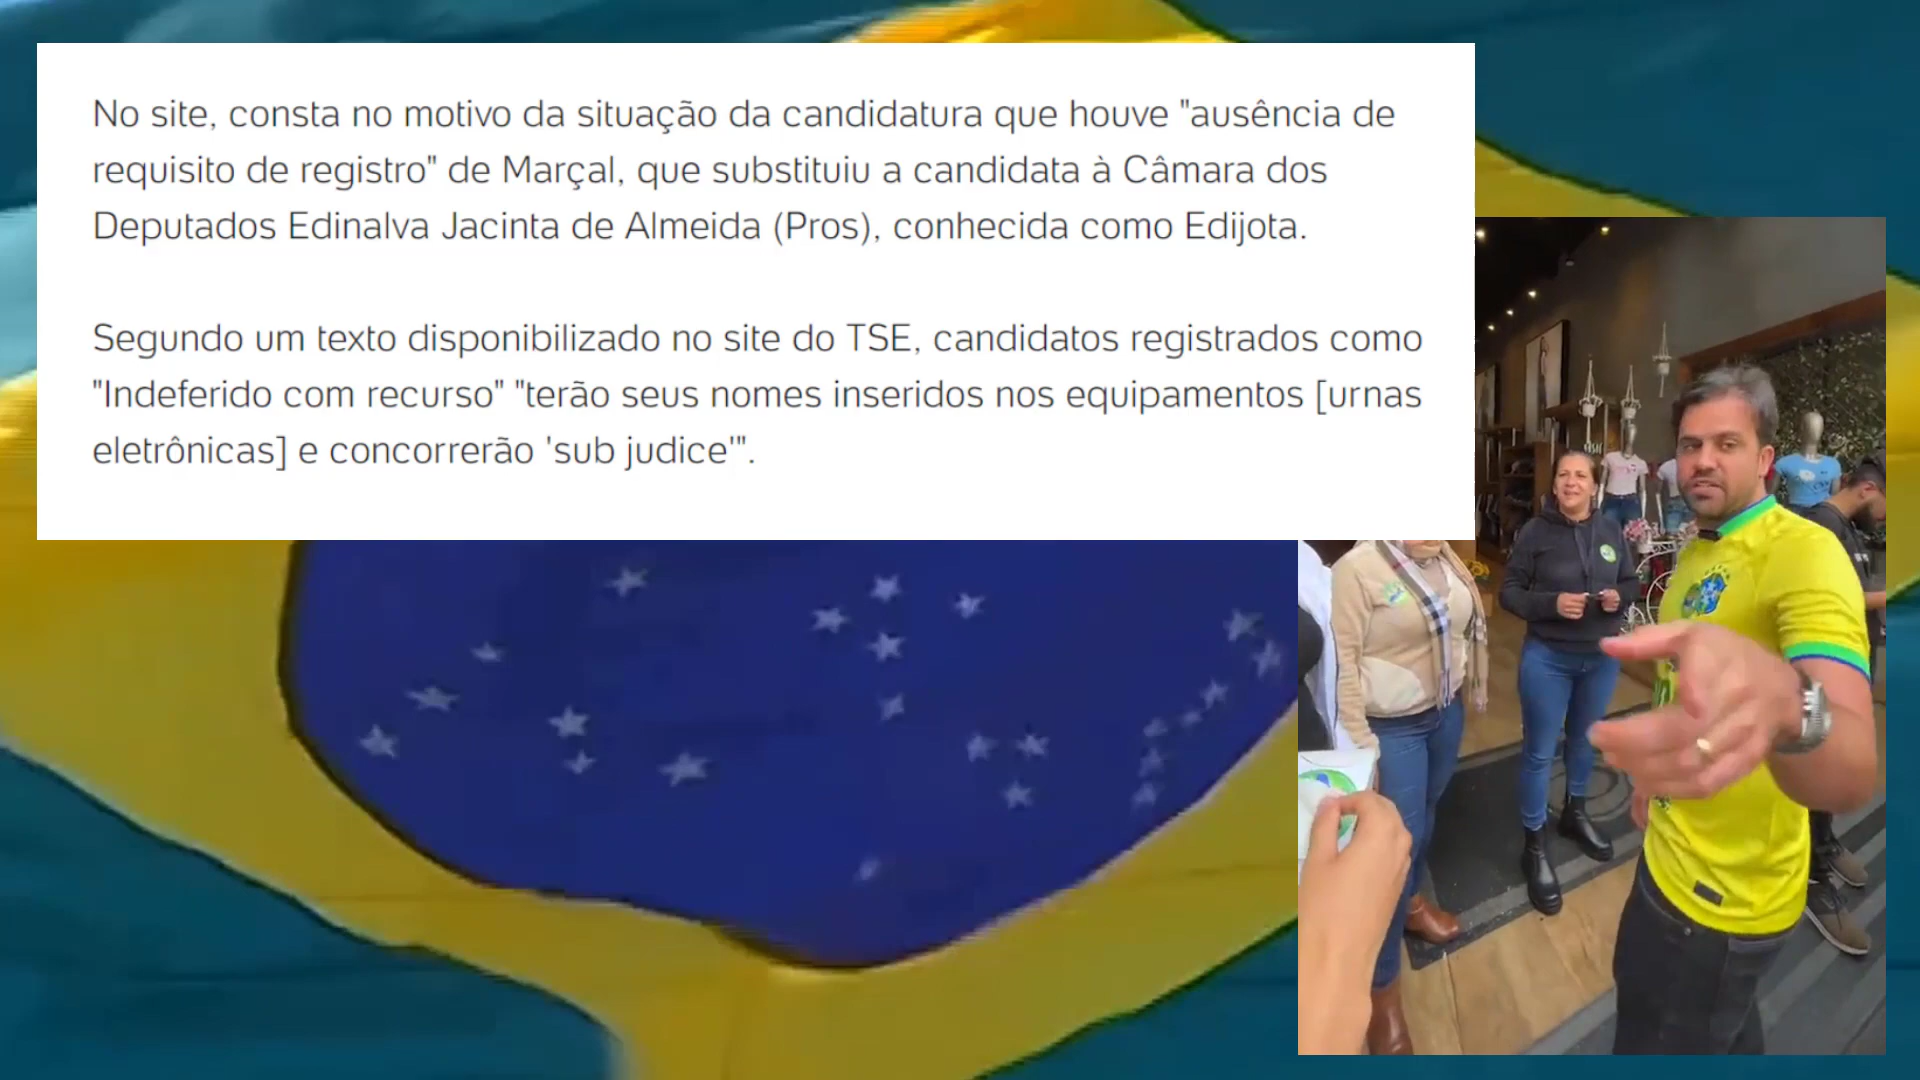 No site, consta no motivo da situação da candidatura que houve "ausência de
requisito de registro" de Marçal, que substituiu a candidata à Câmara dos
Deputados Edinalva Jacinta de Almeida (Pros), conhecida como Edijota.
Segundo um texto disponibilizado no site do TSE, candidatos registrados como
"Indeferido com recurso" "terão seus nomes inseridos nos equipamentos [urnas
eletrônicas] e concorrerão 'sub judice'".